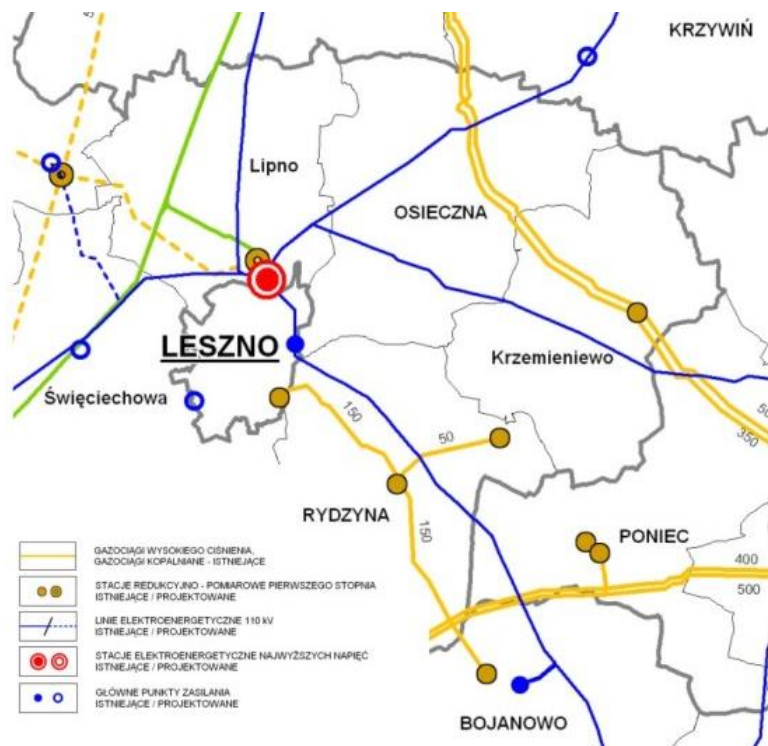 KRZYWIŃ
Lipno
OSIECZNA
LESZNO
Krzemieniewo
Święciechowa
150
50
350
RYDZYNA
150
PONIEC
400
500
BOJANOWO
GAZOCIĄGI WYSOKIEGO CIŚNIENIA,
GAZOCIĄGI KOPALNIANE - ISTNIEJĄCE
STACJE REDUKCYJNO - POMIAROWE PIERWSZEGO STOPNIA
ISTNIEJĄCE / PROJEKTOWANE
LINIE ELEKTROENERGETYCZNE 110 kV
ISTNIEJĄCE / PROJEKTOWANE
STACJE ELEKTROENERGETYCZNE NAJWYŻSZYCH NAPIĘĆ
ISTNIEJĄCE / PROJEKTOWANE
GŁÓWNE PUNKTY ZASILANIA
ISTNIEJĄCE / PROJEKTOWANE